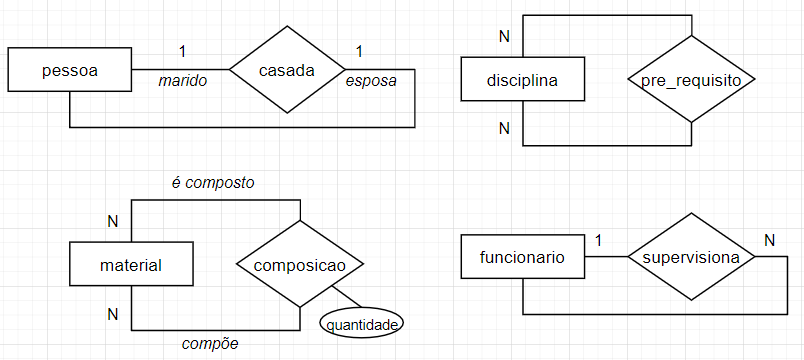 pessoa
1
marido
casada
1
esposa
N
disciplina
N
pre_requisito
é composto
N
material
N
compõe
composicao
quantidade
funcionario
1
supervisiona
N